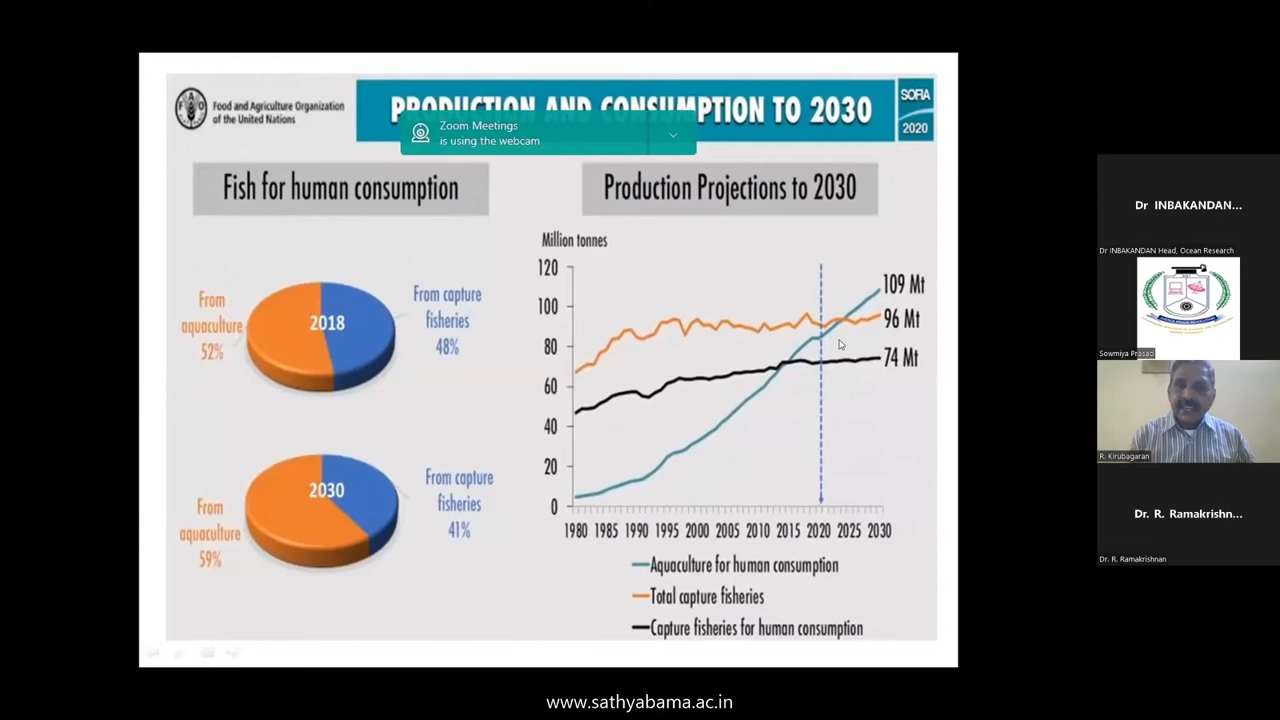 Food and Agriculture Organization
of the United Nations
PRODUCTION AND CONSUMPTION TO 2030
SOFIA
2020
Zoom Meetings
is using the webcam
Fish for human consumption
Production Projections to 2030
From
aquaculture
52%
2018
From capture
fisheries
48%
From
aquaculture
59%
2030
From capture
fisheries
41%
Million tonnes
120
100
80
60
40
20
0
109 Mt
96 Mt
74 Mt
1980 1985 1990 1995 2000 2005 2010 2015 2020 2025 2030
Aquaculture for human consumption
Total capture fisheries
Capture fisheries for human consumption
Dr INBAKANDAN...
Dr INBAKANDAN Head, Ocean Research
Sowmiya Prasad
R. Kirubagaran
Dr. R. Ramakrishn...
Dr. R. Ramakrishnan
www.sathyabama.ac.in